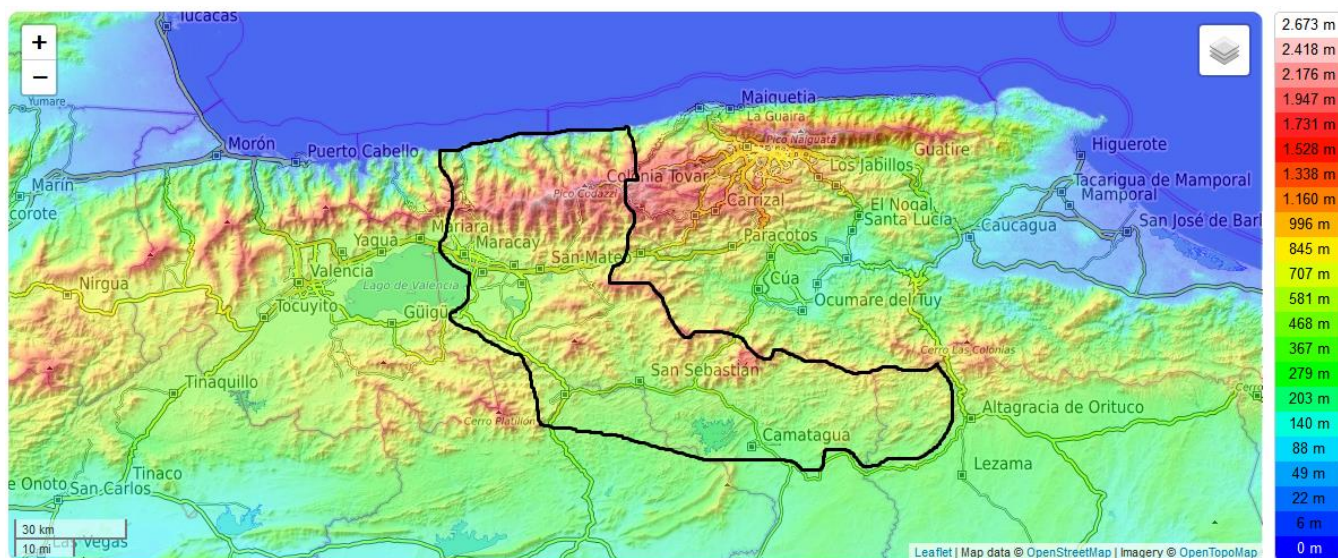 Tucacas
+
−
Yumare
Maiquetia
La Guaira
Pico Naiguatá
Guatire
Higuerote
Morón
Puerto Cabello
Marin
Los Jabillos
Colonia Tovar
Pico Codazzi
Tacarigua de Mamporal
Mamporal
Carrizal
El Nogal
Santa Lucía
San José de Barl
Caucagua
Yagua
Mariara
Maracay
Paracotos
San Mateo
Valencia
Lago de Valencia
Cúa
Nirgua
Tocuyito
Güigü
Ocumare del Tuy
Cerro Las Colonias
Tinaquillo
San Sebastián
Cerro
Cerro Platillón
Altagracia de Orituco
Camatagua
Tinaco
Lezama
e Onoto
San Carlos
30 km
10 mi
Las Vegas
Leaflet | Map data © OpenStreetMap | Imagery © OpenTopoMap
2.673 m
2.418 m
2.176 m
1.947 m
1.731 m
1.528 m
1.338 m
1.160 m
996 m
845 m
707 m
581 m
468 m
367 m
279 m
203 m
140 m
88 m
49 m
22 m
6 m
0 m